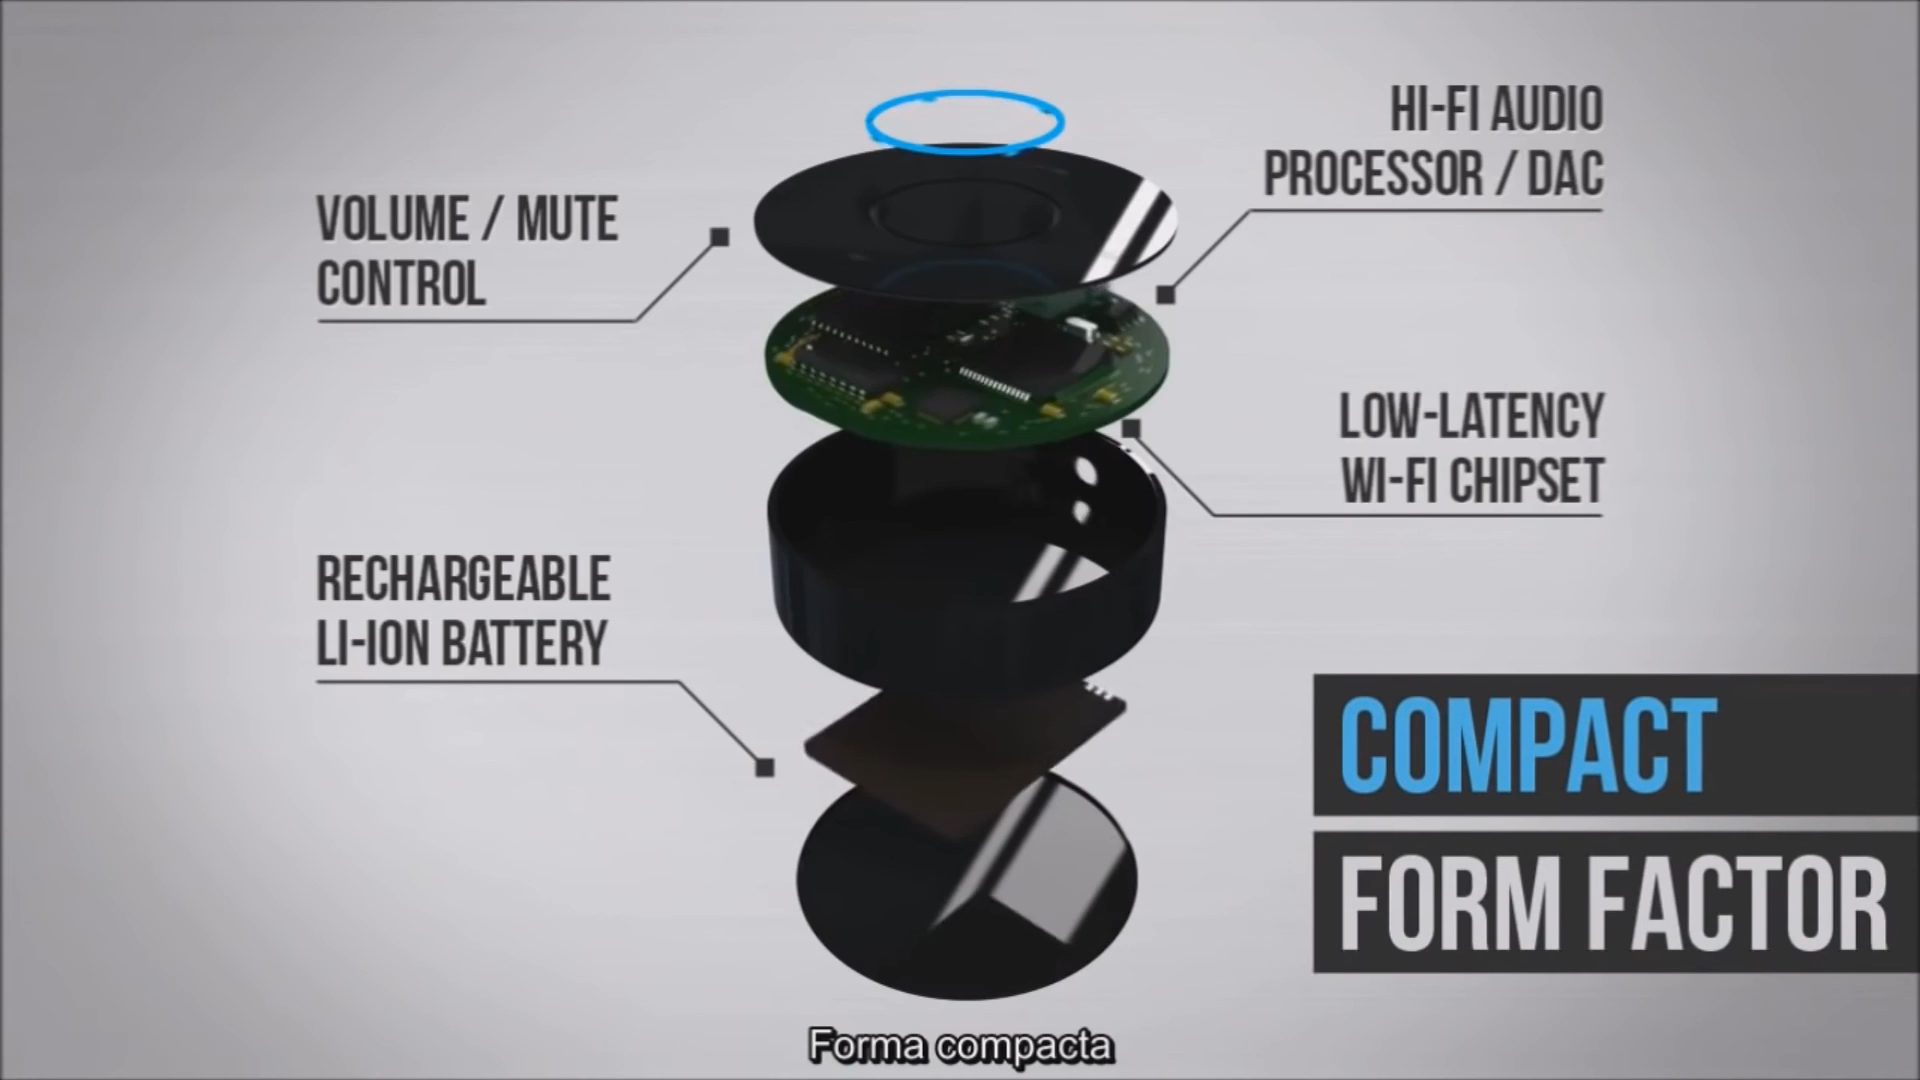 HI-FI AUDIO
PROCESSOR / DAC
VOLUME / MUTE
CONTROL
LOW-LATENCY
WI-FI CHIPSET
RECHARGEABLE
LI-ION BATTERY
COMPACT
FORM FACTOR
Forma compacta